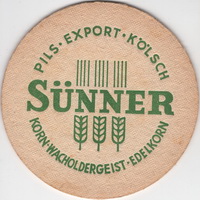 PILS · EXPORT · KÖLSCH
SÜNNER
KORN · WACHOLDERGEIST · EDELKORN